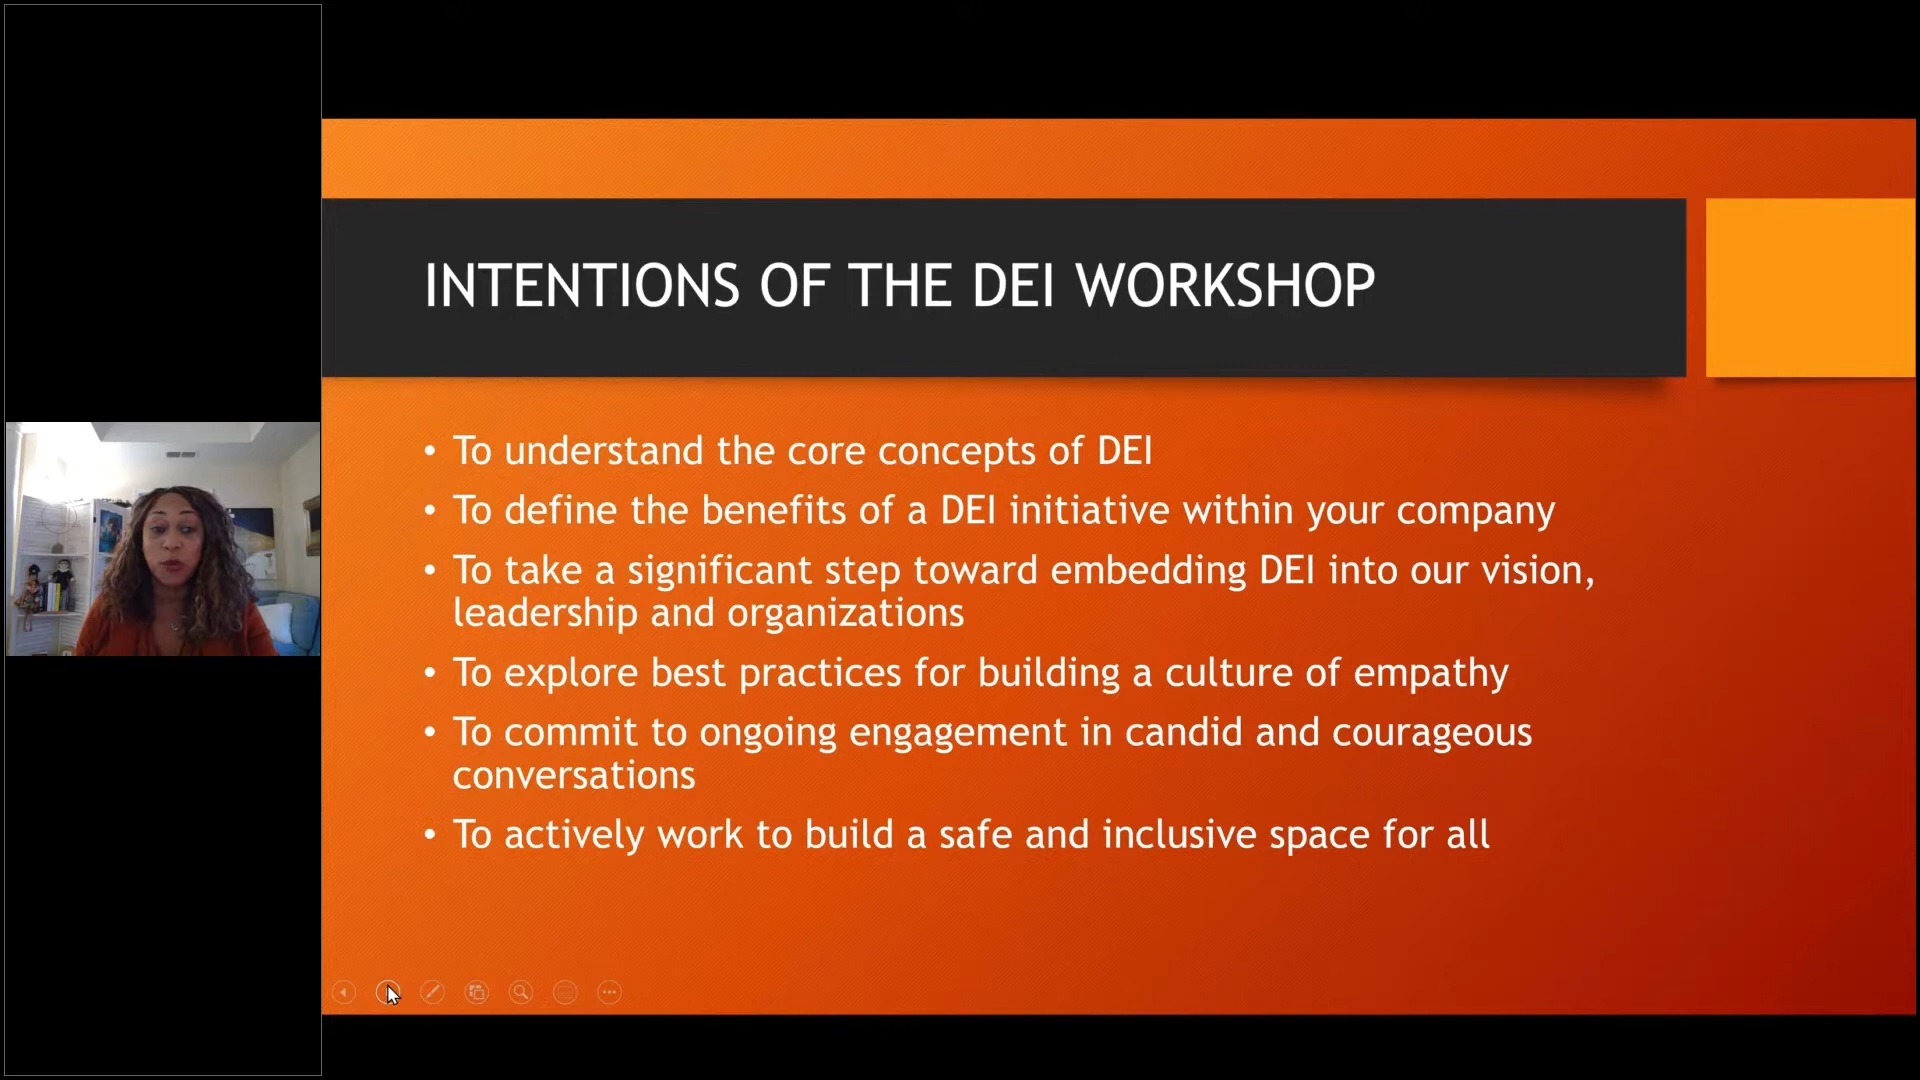 INTENTIONS OF THE DEI WORKSHOP
• To understand the core concepts of DEI
• To define the benefits of a DEI initiative within your company
• To take a significant step toward embedding DEI into our vision,
leadership and organizations
• To explore best practices for building a culture of empathy
• To commit to ongoing engagement in candid and courageous
conversations
• To actively work to build a safe and inclusive space for all